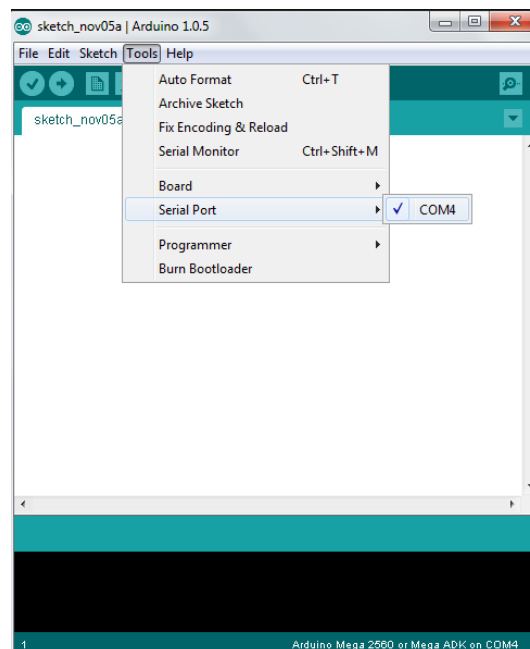 sketch_nov05a | Arduino 1.0.5
File Edit Sketch Tools Help
Auto Format Ctrl+T
Archive Sketch
sketch_nov05a
Fix Encoding & Reload
Serial Monitor Ctrl+Shift+M
Board
Serial Port
COM4
Programmer
Burn Bootloader
1 Arduino Mega 2560 or Mega ADK on COM4